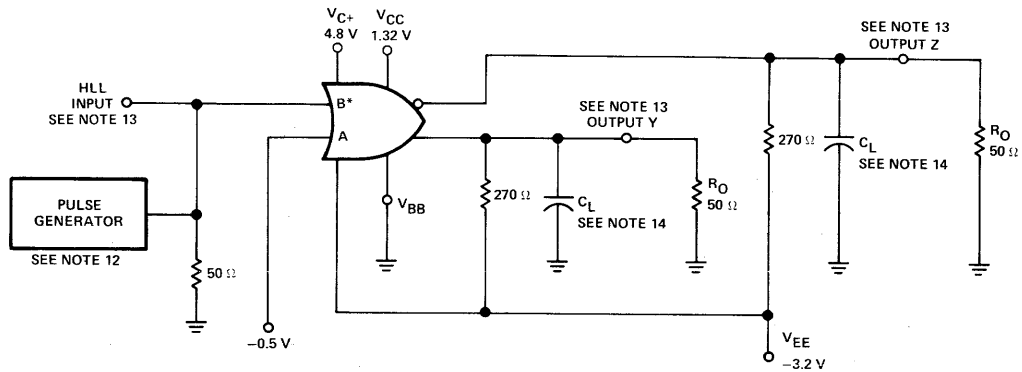 VC+
4.8 V
VCC
1.32 V
SEE NOTE 13
OUTPUT Z
HLL
INPUT
SEE NOTE 13
B*
A
SEE NOTE 13
OUTPUT Y
270 Ω
CL
SEE NOTE 14
RO
50 Ω
PULSE
GENERATOR
SEE NOTE 12
50 Ω
VBB
270 Ω
CL
SEE NOTE 14
RO
50 Ω
−0.5 V
VEE
−3.2 V